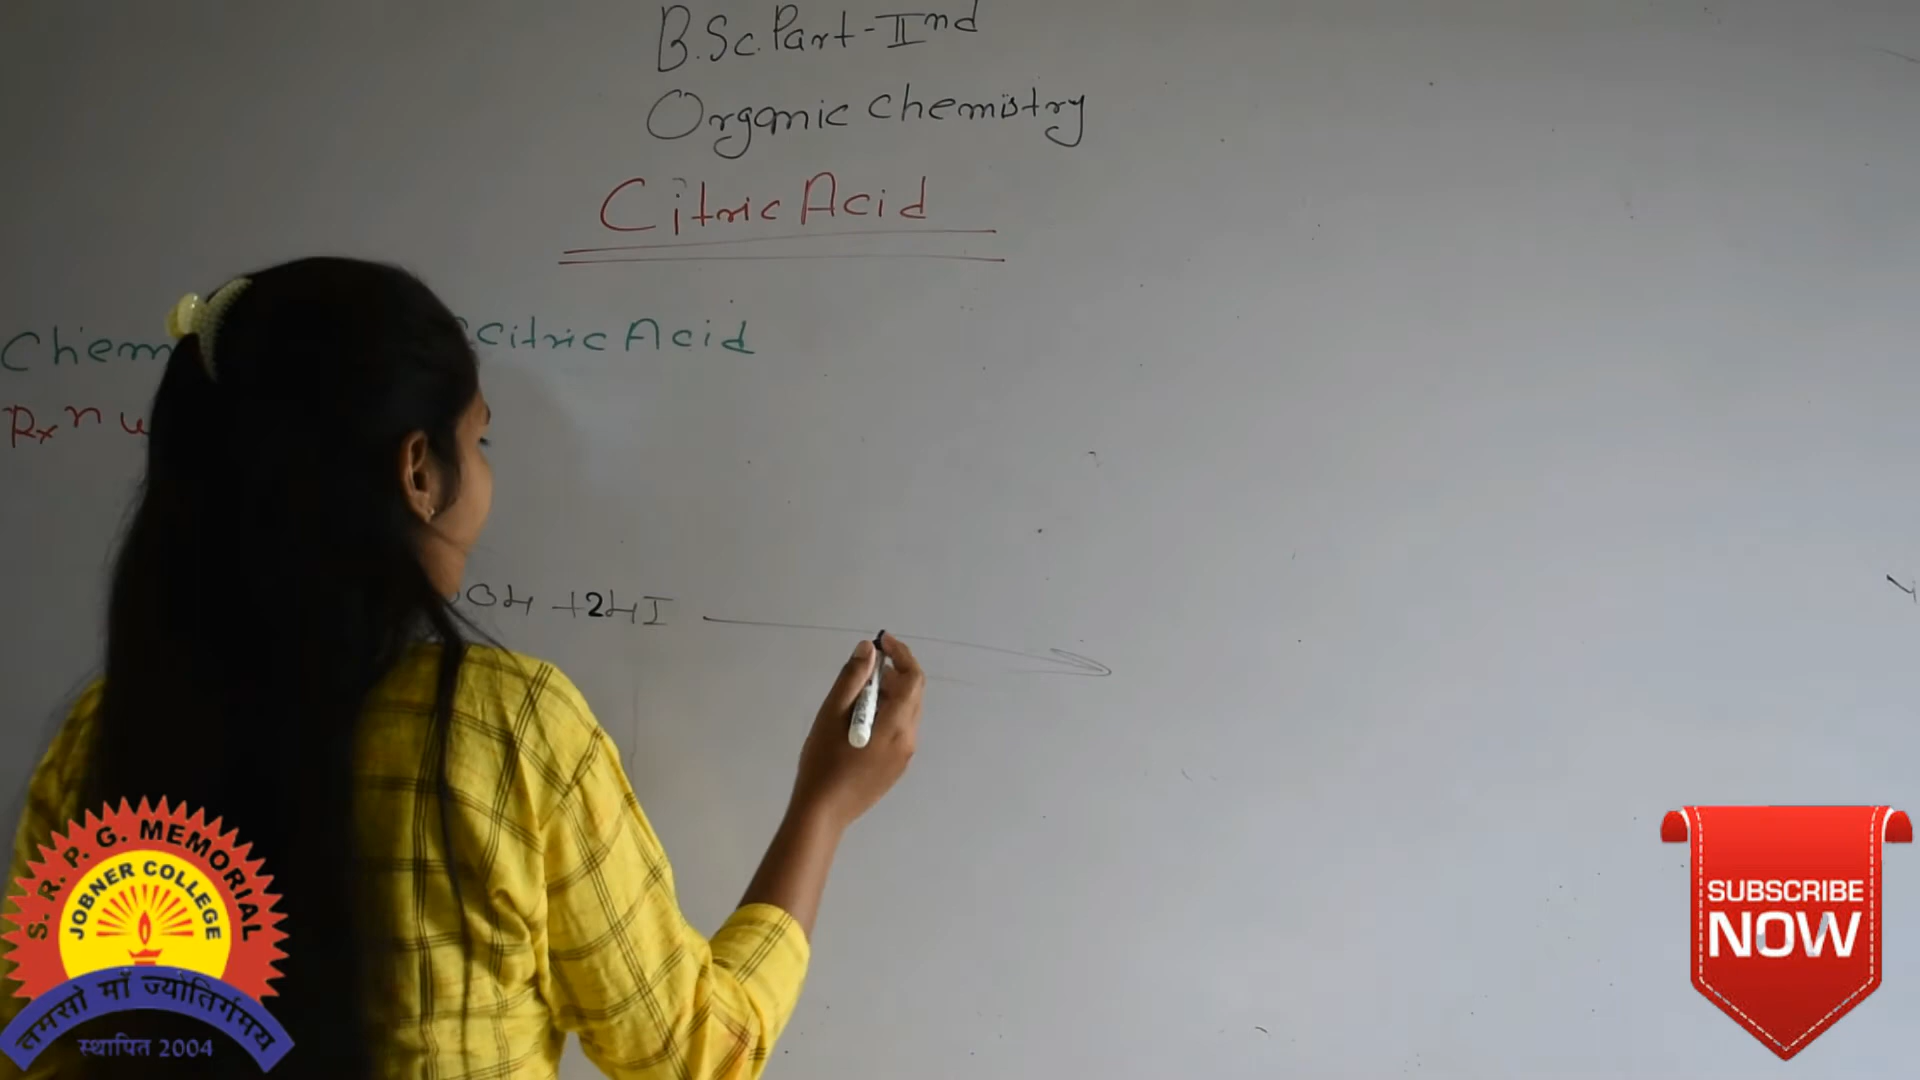 B.Sc. Part-IInd
Organic Chemistry
Citric Acid
Citric Acid
Rxn
OH +2HI
S. R. P. G. MEMORIAL
JOBNER COLLEGE
तमसो माँ ज्योतिर्गमय
स्थापित 2004
SUBSCRIBE
NOW